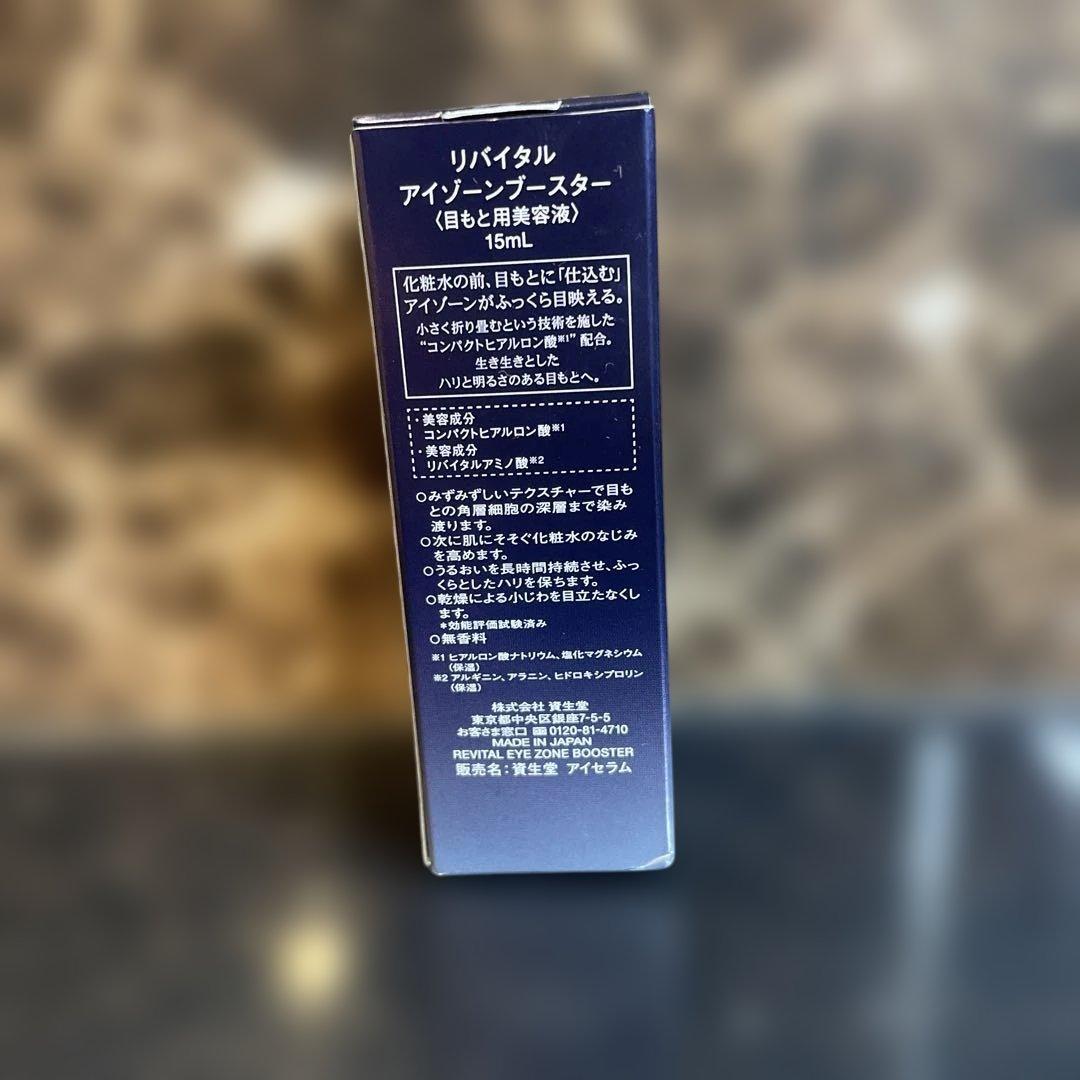 リバイタル
アイゾーンブースター
〈目もと用美容液〉
15mL
化粧水の前、目もとに「仕込む」
アイゾーンがふっくら目映える。
小さく折り畳むという技術を施した
“コンパクトヒアルロン酸※1”配合。
生き生きとした
ハリと明るさのある目もとへ。
・美容成分
コンパクトヒアルロン酸※1
・美容成分
リバイタルアミノ酸※2
○みずみずしいテクスチャーで目も
との角層細胞の深層まで染み
渡ります。
○次に肌にそそぐ化粧水のなじみ
を高めます。
○うるおいを長時間持続させ、ふっ
くらとしたハリを保ちます。
○乾燥による小じわを目立たなくし
ます。
*効能評価試験済み
○無香料
※1 ヒアルロン酸ナトリウム、塩化マグネシウム
(保湿)
※2 アルギニン、アラニン、ヒドロキシプロリン
(保湿)
株式会社 資生堂
東京都中央区銀座7-5-5
お客さま窓口 0120-81-4710
MADE IN JAPAN
REVITAL EYE ZONE BOOSTER
販売名：資生堂 アイセラム